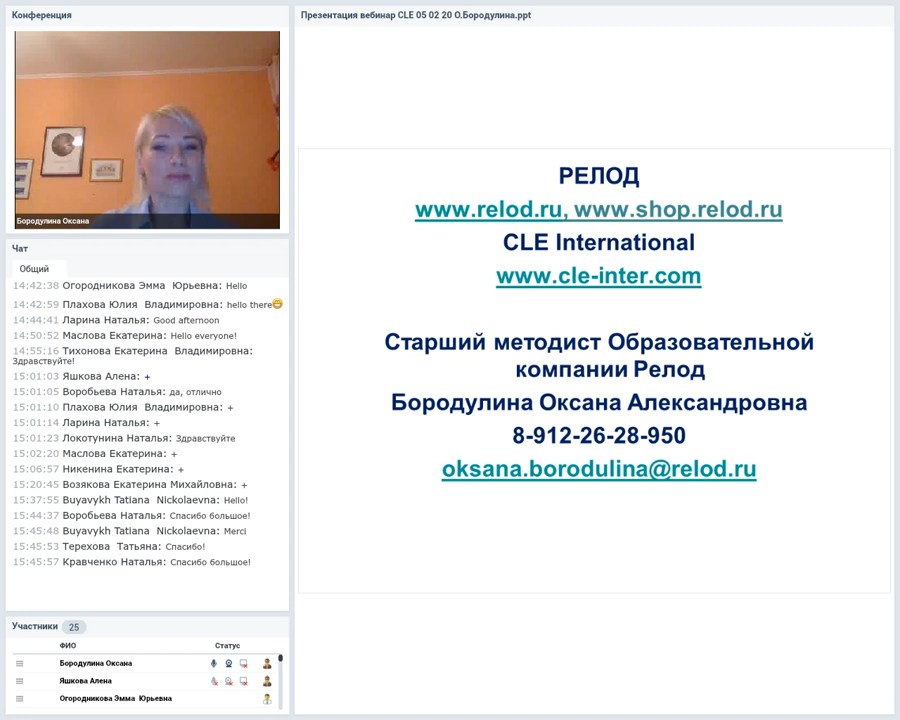 Конференция
Бородулина Оксана
Чат
Общий
14:42:38 Огородникова Эмма Юрьевна: Hello
14:42:59 Плахова Юлия Владимировна: hello there
14:44:41 Ларина Наталья: Good afternoon
14:50:52 Маслова Екатерина: Hello everyone!
14:55:16 Тихонова Екатерина Владимировна:
Здравствуйте!
15:01:03 Яшкова Алена: +
15:01:05 Воробьева Наталья: да, отлично
15:01:10 Плахова Юлия Владимировна: +
15:01:14 Ларина Наталья: +
15:01:23 Локотунина Наталья: Здравствуйте
15:02:20 Маслова Екатерина: +
15:06:57 Никенина Екатерина: +
15:20:45 Возякова Екатерина Михайловна: +
15:37:55 Buyavykh Tatiana Nickolaevna: Hello!
15:44:37 Воробьева Наталья: Спасибо большое!
15:45:48 Buyavykh Tatiana Nickolaevna: Merci
15:45:53 Терехова Татьяна: Спасибо!
15:45:57 Кравченко Наталья: Спасибо большое!
Участники 25
ФИО Статус
Бородулина Оксана
Яшкова Алена
Огородникова Эмма Юрьевна
Презентация вебинар CLE 05 02 20 О.Бородулина.ppt
РЕЛОД
www.relod.ru, www.shop.relod.ru
CLE International
www.cle-inter.com
Старший методист Образовательной
компании Релод
Бородулина Оксана Александровна
8-912-26-28-950
oksana.borodulina@relod.ru